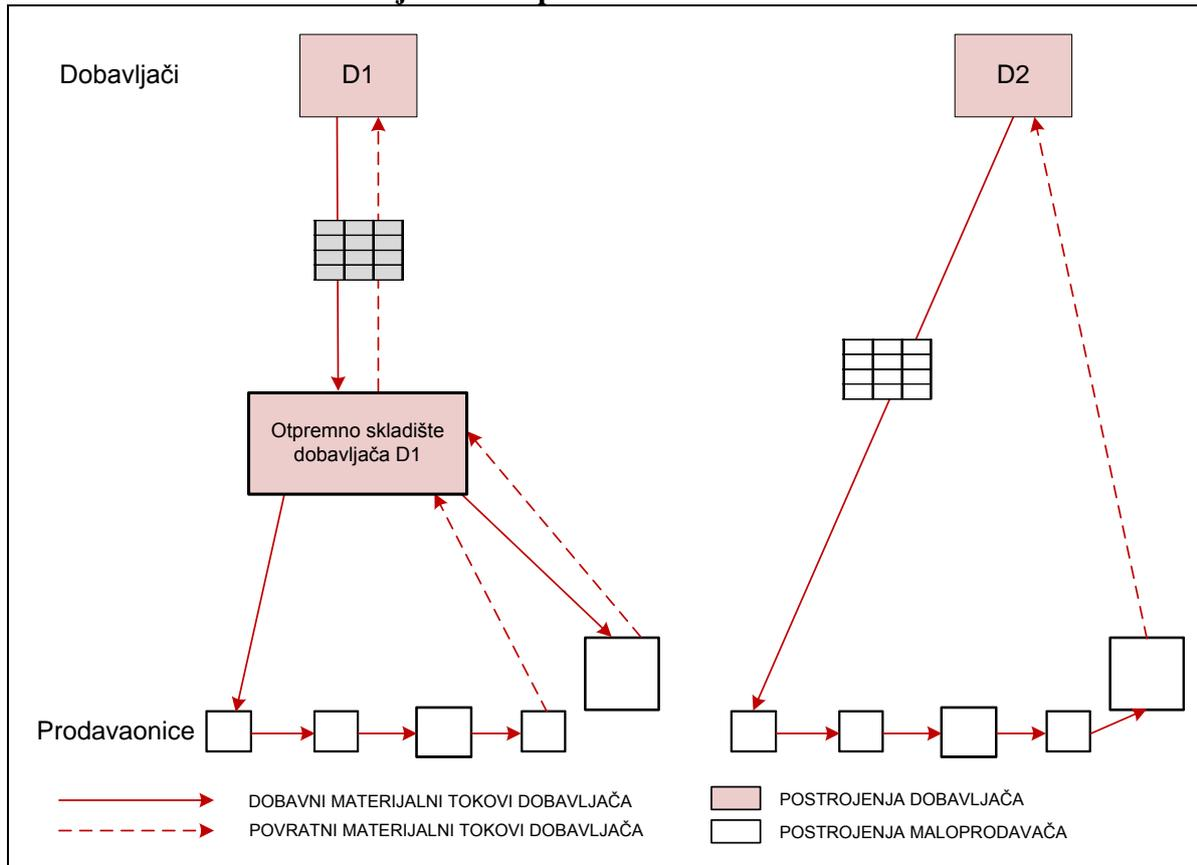 Dobavljači
D1
D2
Otpremno skladište
dobavljača D1
Prodavaonice
DOBAVNI MATERIJALNI TOKOVI DOBAVLJAČA
POVRATNI MATERIJALNI TOKOVI DOBAVLJAČA
POSTROJENJA DOBAVLJAČA
POSTROJENJA MALOPRODAVAČA